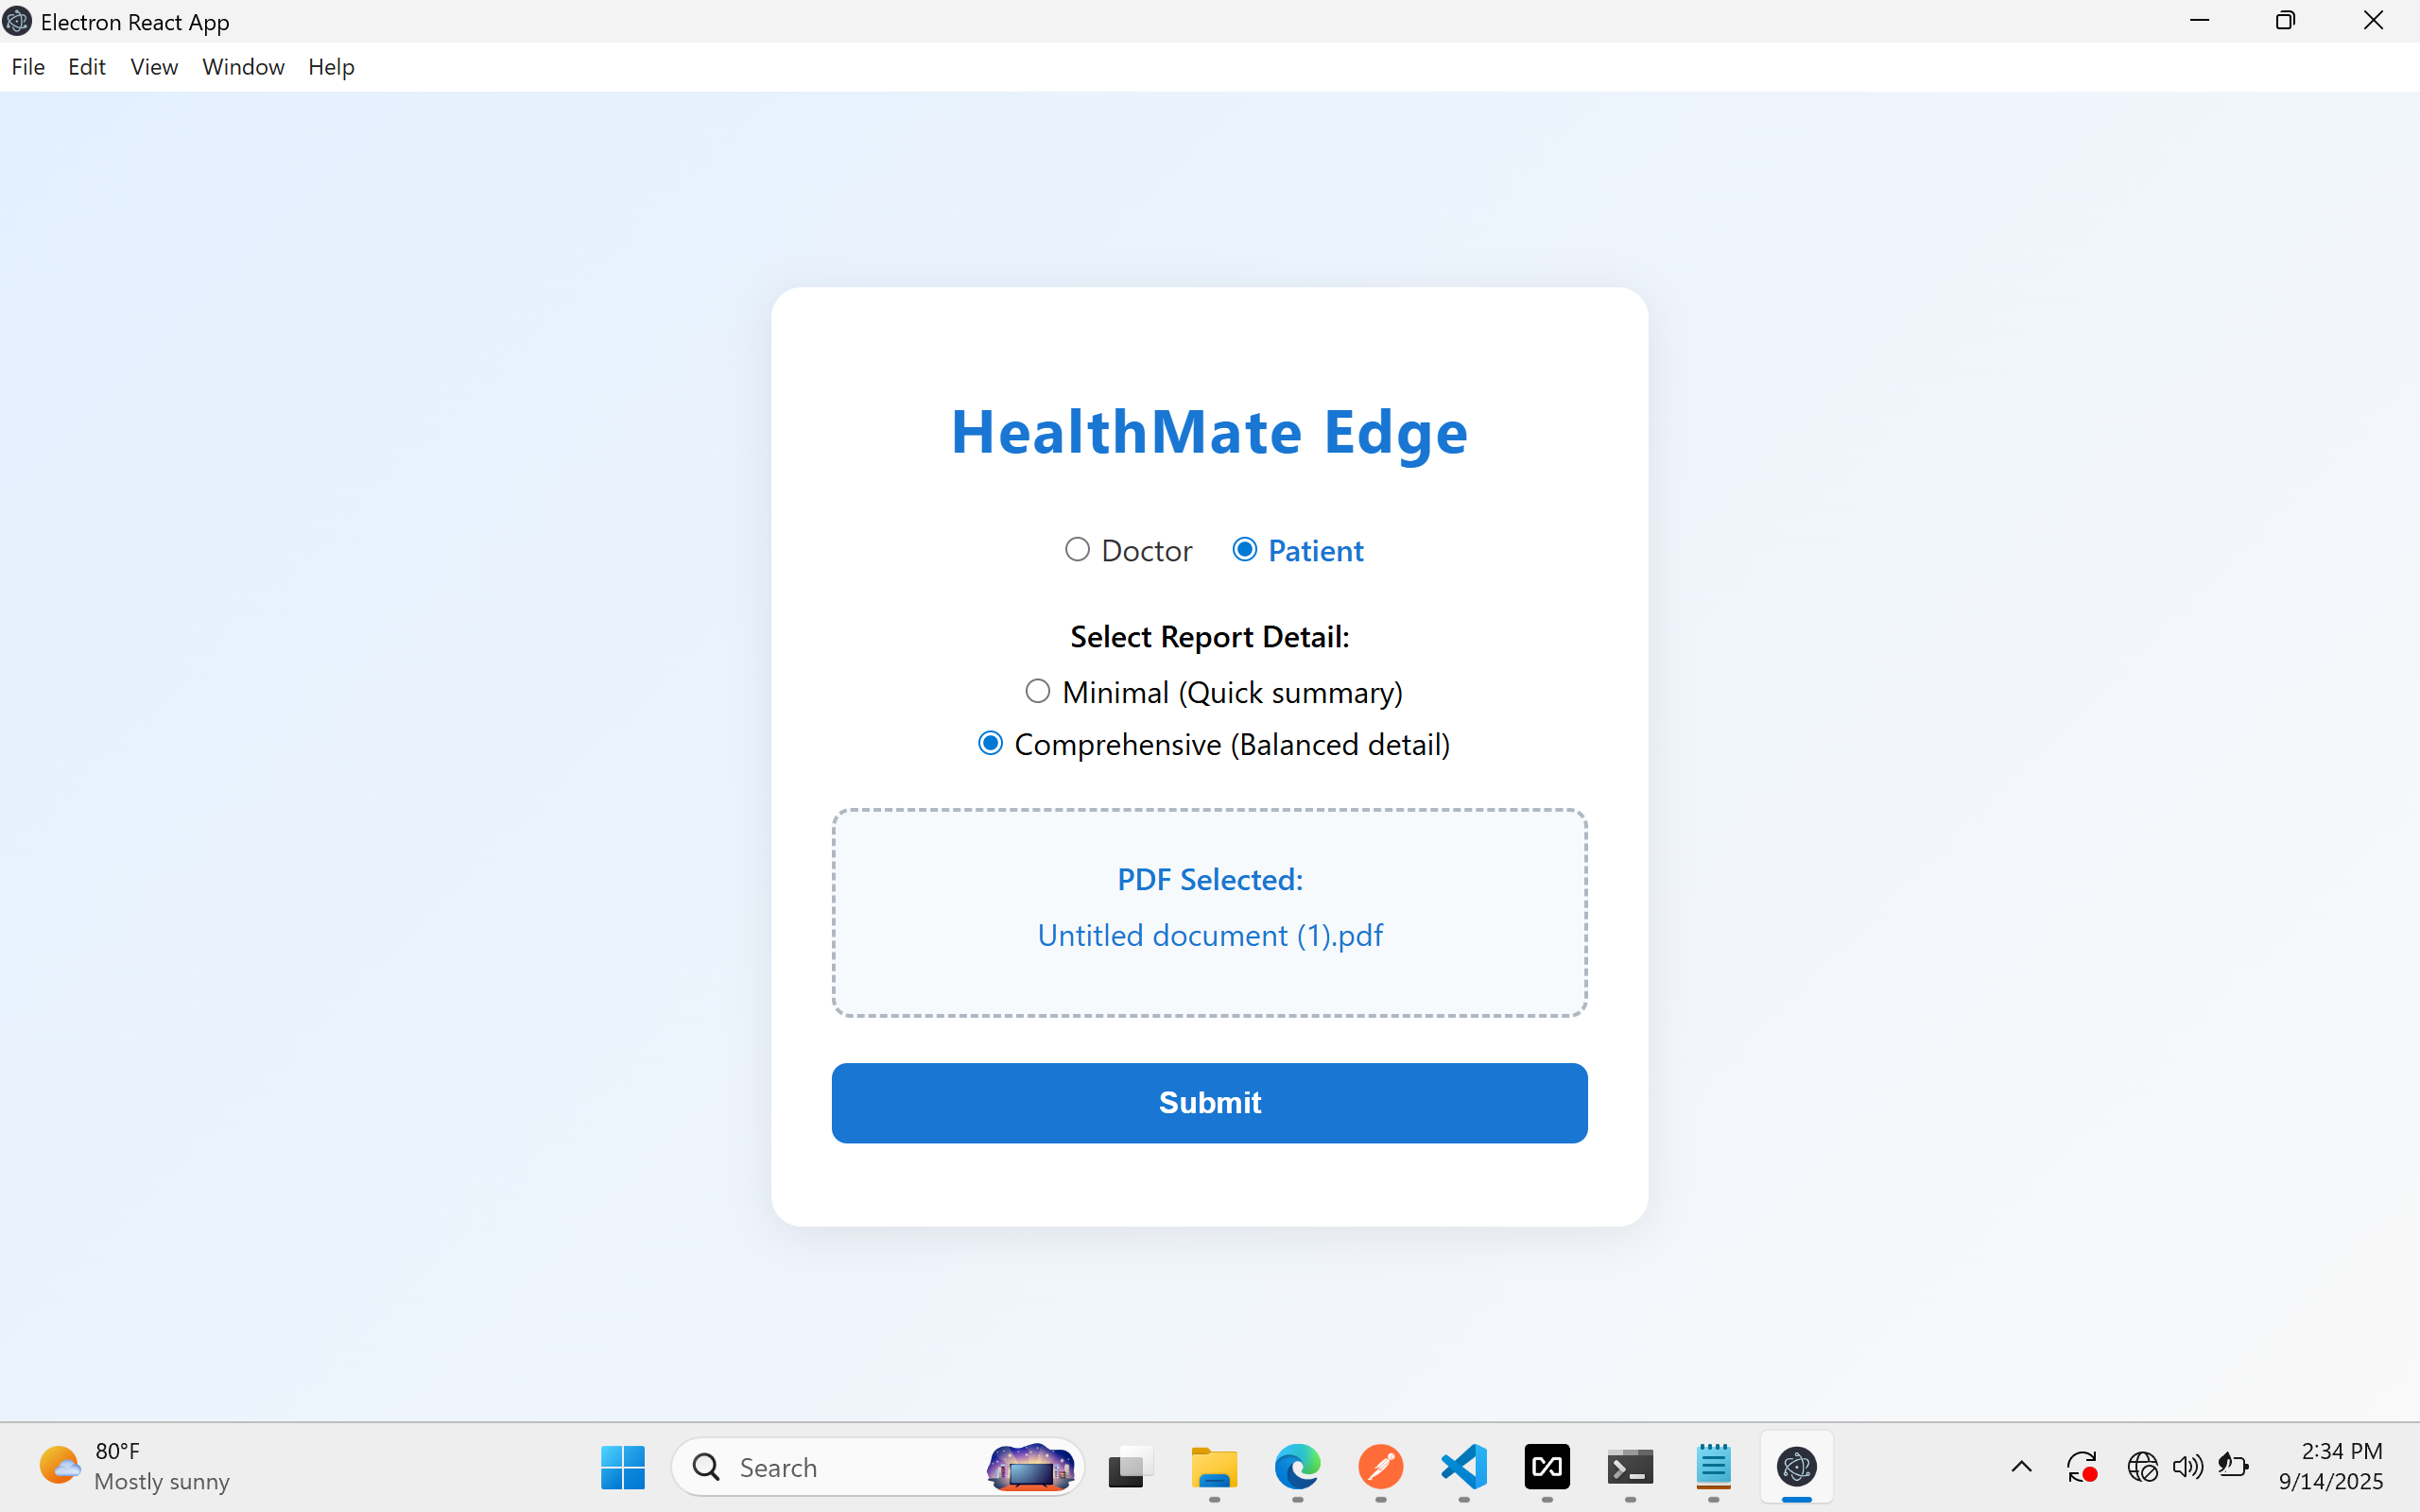 Electron React App
File Edit View Window Help
HealthMate Edge
Doctor Patient
Select Report Detail:
Minimal (Quick summary)
Comprehensive (Balanced detail)
PDF Selected:
Untitled document (1).pdf
Submit
80°F
Mostly sunny
Search
2:34 PM
9/14/2025